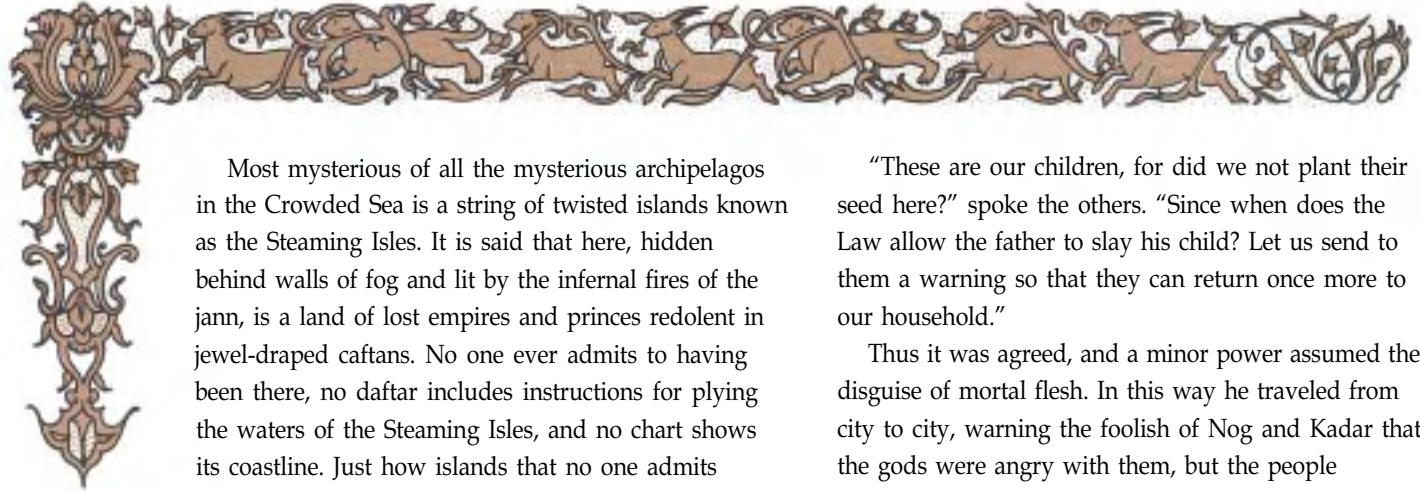 Most mysterious of all the mysterious archipelagos
in the Crowded Sea is a string of twisted islands known
as the Steaming Isles. It is said that here, hidden
behind walls of fog and lit by the infernal fires of the
jann, is a land of lost empires and princes redolent in
jewel-draped caftans. No one ever admits to having
been there, no daftar includes instructions for plying
the waters of the Steaming Isles, and no chart shows
its coastline. Just how islands that no one admits
“These are our children, for did we not plant their
seed here?” spoke the others. “Since when does the
Law allow the father to slay his child? Let us send to
them a warning so that they can return once more to
our household.”
Thus it was agreed, and a minor power assumed the
disguise of mortal flesh. In this way he traveled from
city to city, warning the foolish of Nog and Kadar that
the gods were angry with them, but the people